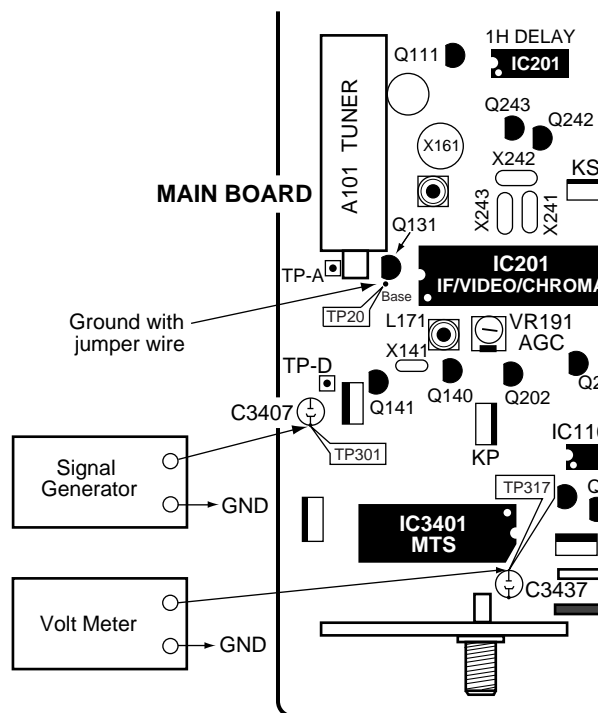 1H DELAY
IC201
Q111
A101 TUNER
Q243
Q242
X161
X242
KS
MAIN BOARD
X243
X241
Q131
IC201
IF/VIDEO/CHROMA
TP-A
Base
TP20
Ground with
jumper wire
L171
VR191
AGC
X141
TP-D
Q2
C3407
Q141
Q140
Q202
IC110
TP301
KP
Signal
Generator
TP317
Q
GND
IC3401
MTS
C3437
Volt Meter
GND